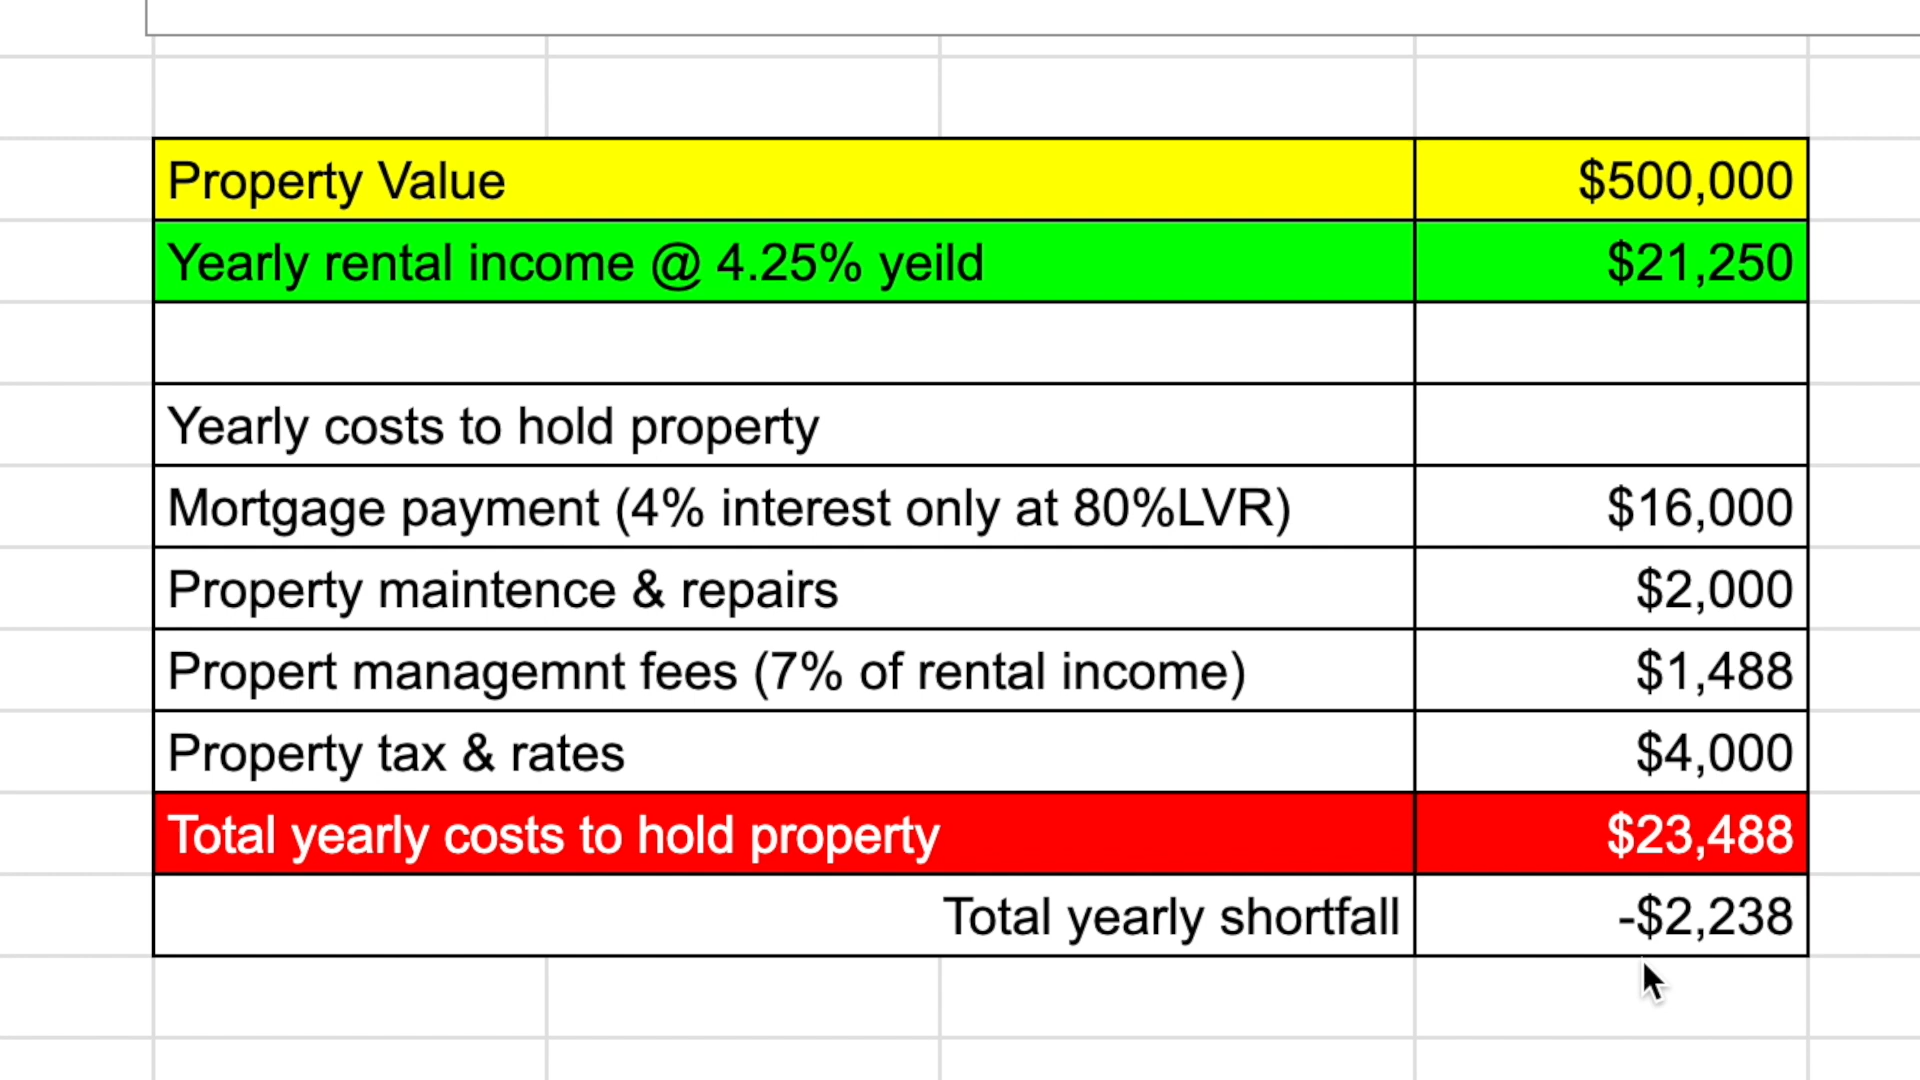 Property Value $500,000
Yearly rental income @ 4.25% yeild $21,250
Yearly costs to hold property
Mortgage payment (4% interest only at 80%LVR) $16,000
Property maintence & repairs $2,000
Propert managemnt fees (7% of rental income) $1,488
Property tax & rates $4,000
Total yearly costs to hold property $23,488
Total yearly shortfall -$2,238